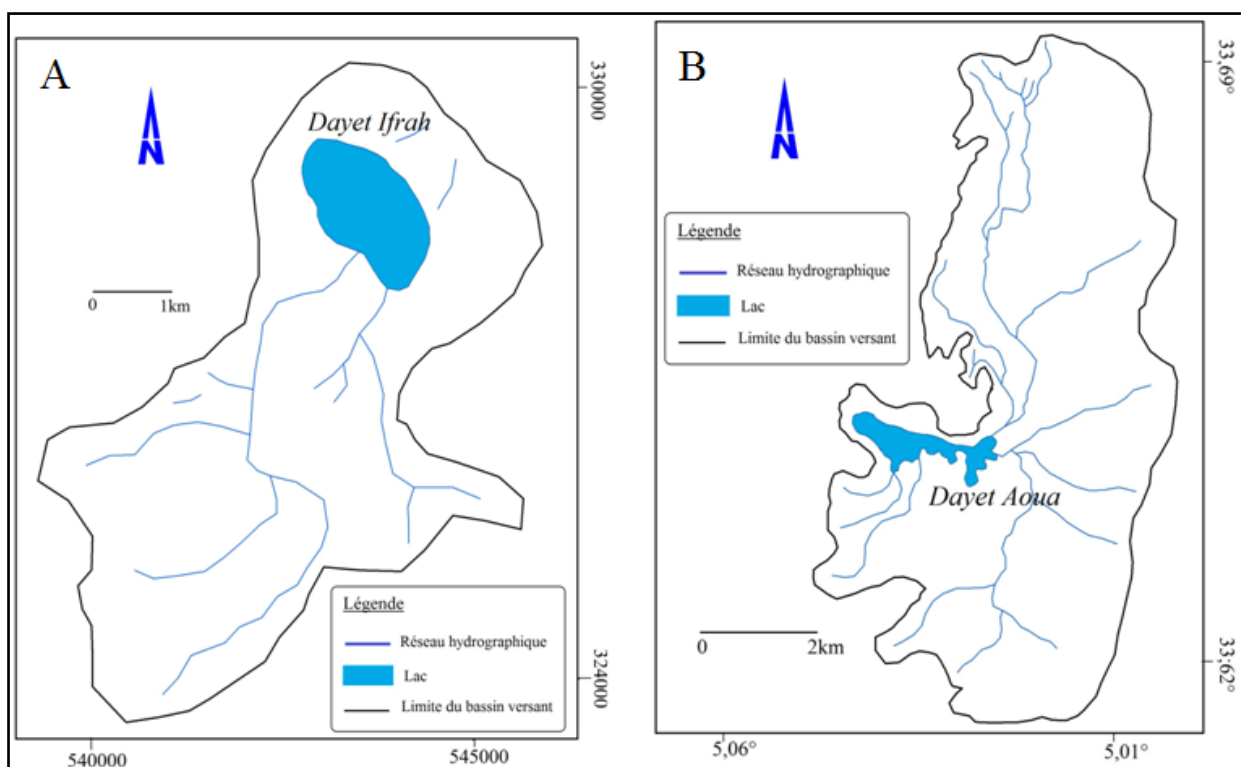 A
Dayet Ifrah
330000
0 1km
Légende
Réseau hydrographique
Lac
Limite du bassin versant
324000
540000
545000
B
33,69°
Légende
Réseau hydrographique
Lac
Limite du bassin versant
Dayet Aoua
0 2km
33,62°
5,06°
5,01°
N
N